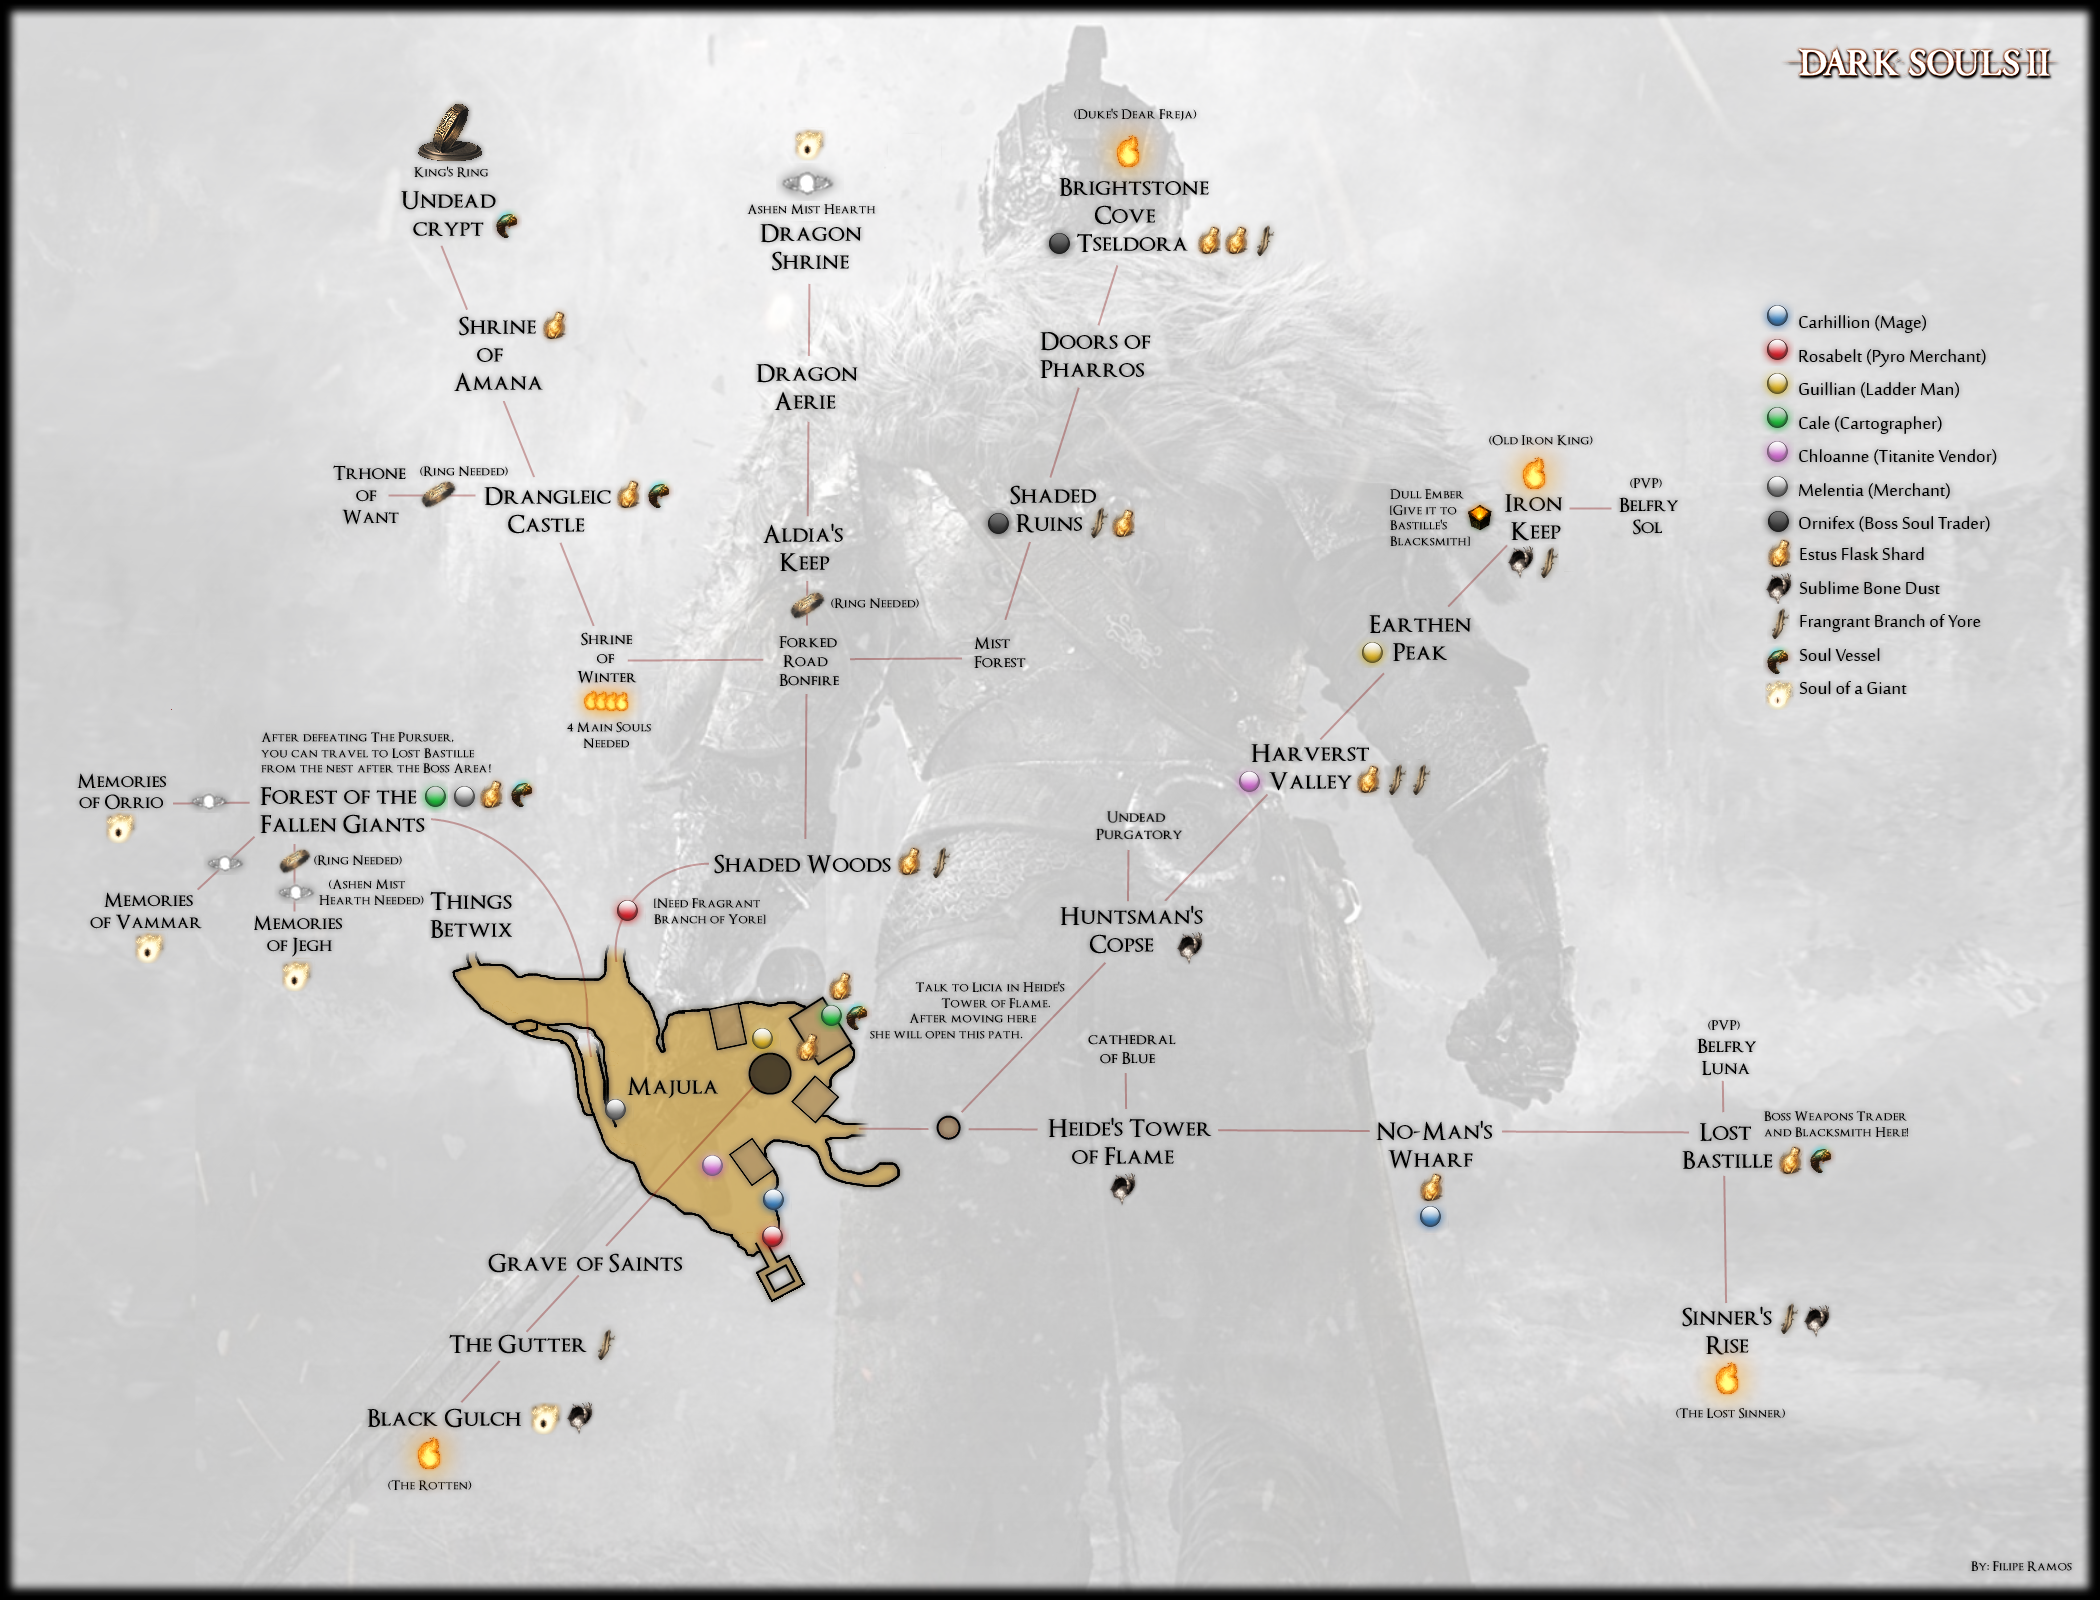 DARK SOULS II
KING'S RING
UNDEAD
CRYPT
SHRINE
OF
AMANA
TRHONE
OF
WANT
(RING NEEDED)
DRANGLEIC
CASTLE
SHRINE
OF
WINTER
4 MAIN SOULS
NEEDED
ASHEN MIST HEARTH
DRAGON
SHRINE
DRAGON
AERIE
ALDIA'S
KEEP
(RING NEEDED)
FORKED
ROAD
BONFIRE
(DUKE'S DEAR FREJA)
BRIGHTSTONE
COVE
TSELDORA
DOORS OF
PHARROS
SHADED
RUINS
MIST
FOREST
(OLD IRON KING)
DULL EMBER
[GIVE IT TO
BASTILLE'S
BLACKSMITH]
IRON
KEEP
(PVP)
BELFRY
SOL
EARTHEN
PEAK
HARVERST
VALLEY
Carhillion (Mage)
Rosabelt (Pyro Merchant)
Guillian (Ladder Man)
Cale (Cartographer)
Chloanne (Titanite Vendor)
Melentia (Merchant)
Ornifex (Boss Soul Trader)
Estus Flask Shard
Sublime Bone Dust
Frangrant Branch of Yore
Soul Vessel
Soul of a Giant
AFTER DEFEATING THE PURSUER,
YOU CAN TRAVEL TO LOST BASTILLE
FROM THE NEST AFTER THE BOSS AREA!
MEMORIES
OF ORRIO
FOREST OF THE
FALLEN GIANTS
MEMORIES
OF VAMMAR
(RING NEEDED)
(ASHEN MIST
HEARTH NEEDED)
MEMORIES
OF JEGH
THINGS
BETWIX
SHADED WOODS
[NEED FRAGRANT
BRANCH OF YORE]
UNDEAD
PURGATORY
HUNTSMAN'S
COPSE
TALK TO LICIA IN HEIDE'S
TOWER OF FLAME.
AFTER MOVING HERE
SHE WILL OPEN THIS PATH.
MAJULA
CATHEDRAL
OF BLUE
HEIDE'S TOWER
OF FLAME
NO-MAN'S
WHARF
(PVP)
BELFRY
LUNA
LOST
BASTILLE
BOSS WEAPONS TRADER
AND BLACKSMITH HERE!
SINNER'S
RISE
(THE LOST SINNER)
GRAVE OF SAINTS
THE GUTTER
BLACK GULCH
(THE ROTTEN)
BY: FILIPE RAMOS